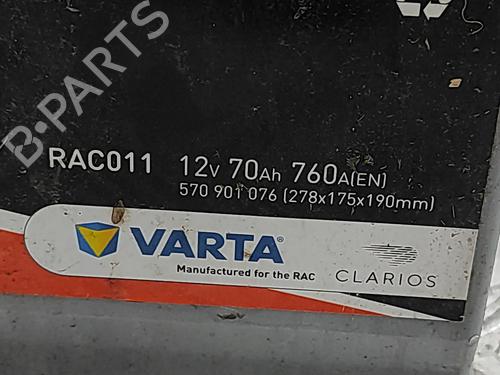 B-PARTS
RAC011 12V 70Ah 760A(EN)
570 901 076 (278x175x190mm)
VARTA®
Manufactured for the RAC
CLARIOS